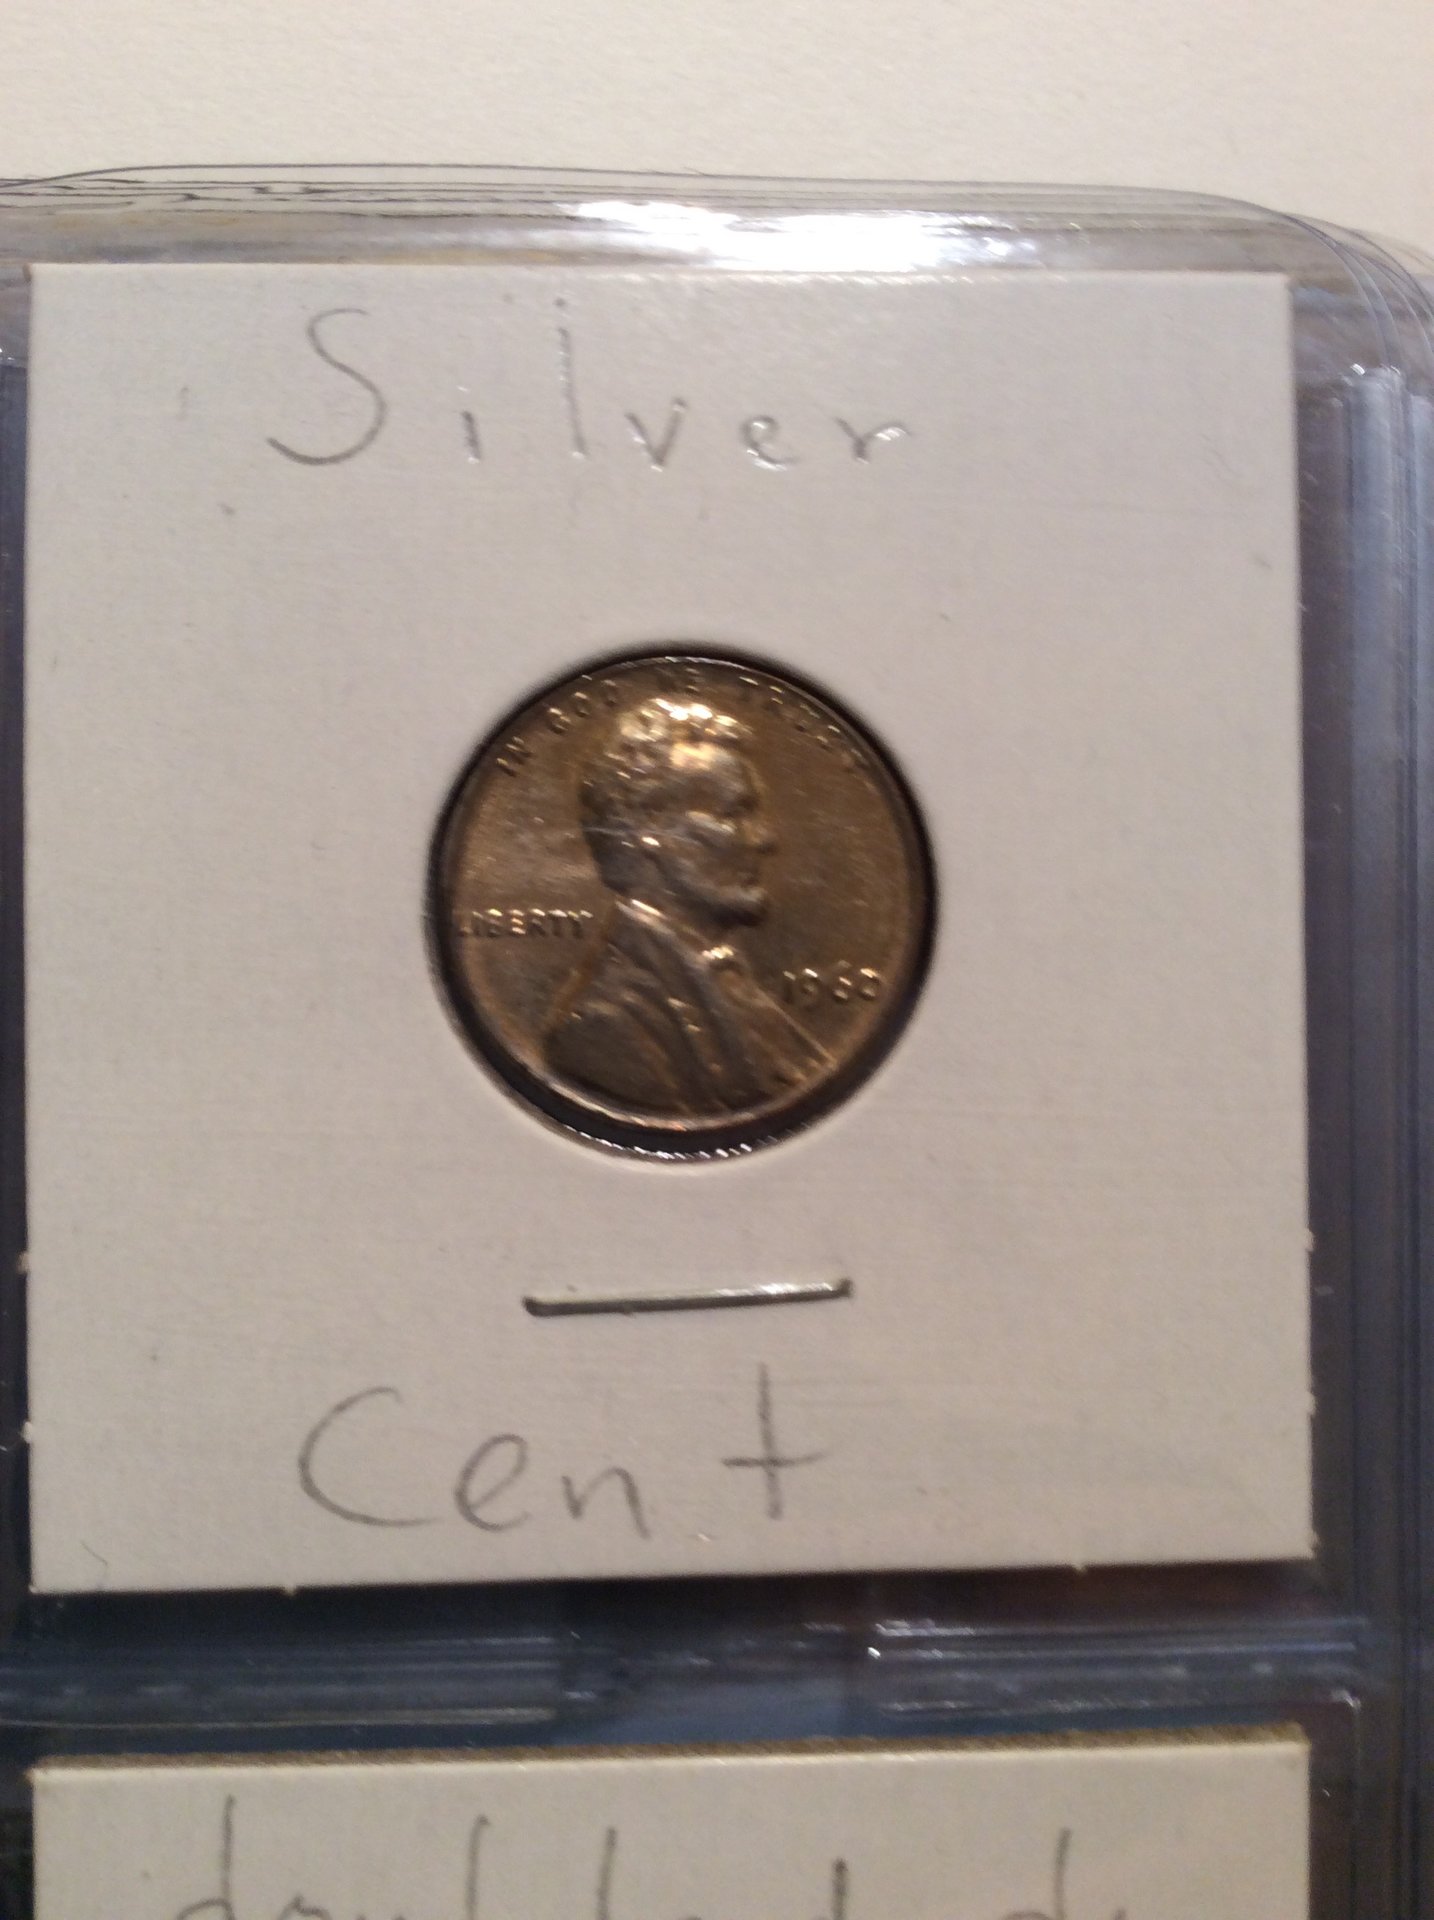 Silver
IN GOD WE TRUST
LIBERTY
1960
Cent